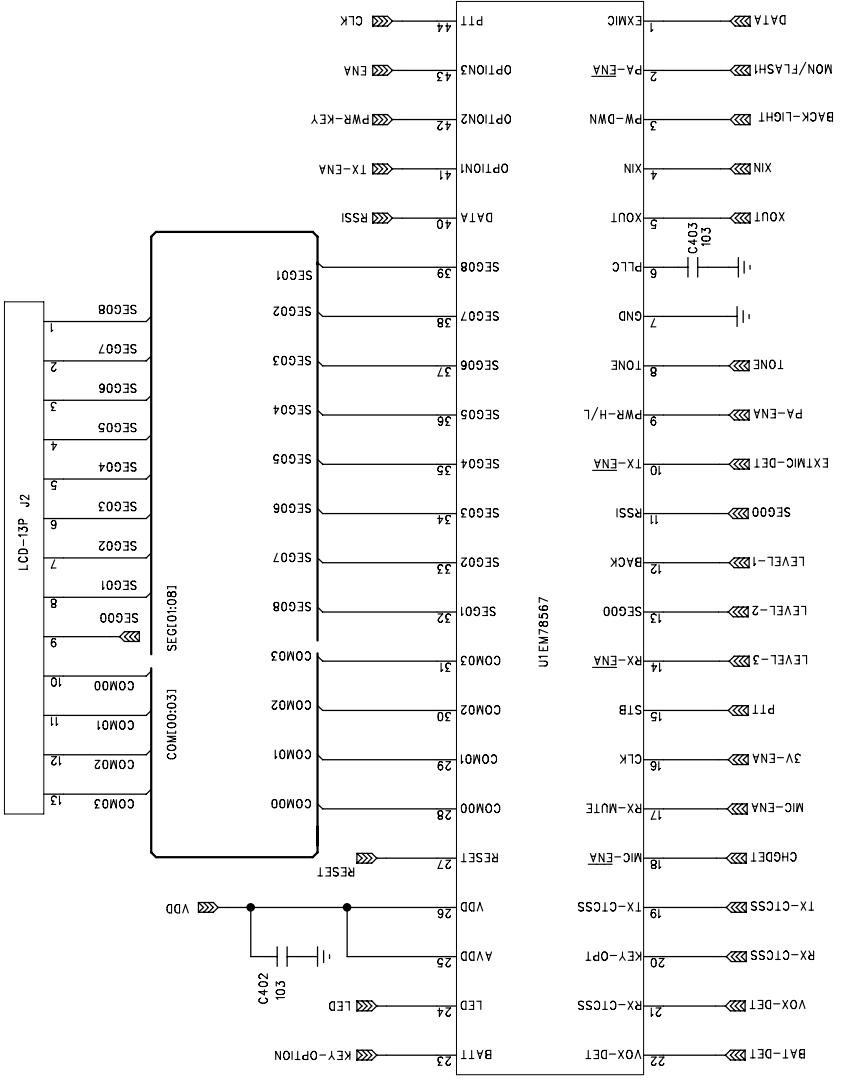 CLK
44
PTT
EXMIC
1
DATA
ENA
43
OPTION3
PA-ENA
2
MON/FLASH1
PWR-KEY
42
OPTION2
PW-DWN
3
BACK-LIGHT
TX-ENA
41
OPTION1
XIN
4
XIN
RSSI
40
DATA
XOUT
5
XOUT
SEG01
39
SEG08
PLLC
6
C403
103
SEG02
38
SEG07
GND
7
SEG03
37
SEG06
TONE
8
TONE
SEG04
36
SEG05
PWR-H/L
9
PA-ENA
SEG05
35
SEG04
TX-ENA
10
EXTMIC-DET
SEG06
34
SEG03
RSSI
11
SEG00
SEG07
33
SEG02
BACK
12
LEVEL-1
SEG08
32
SEG01
SEG00
13
LEVEL-2
COM03
31
COM03
RX-ENA
14
LEVEL-3
COM02
30
COM02
STB
15
PTT
COM01
29
COM01
CLK
16
3V-ENA
COM00
28
COM00
RX-MUTE
17
MIC-ENA
RESET
27
RESET
MIC-ENA
18
CHGDET
VDD
26
VDD
TX-CTCSS
19
TX-CTCSS
C402
103
25
AVDD
KEY-OPT
20
RX-CTCSS
LED
24
LED
RX-CTCSS
21
VOX-DET
KEY-OPTION
23
BATT
VOX-DET
22
BAT-DET
U1EM78567
LCD-13P J2
1
SEG08
2
SEG07
3
SEG06
4
SEG05
5
SEG04
6
SEG03
7
SEG02
8
SEG01
9
SEG00
10
COM00
11
COM01
12
COM02
13
COM03
SEG[01:08]
COM[00:03]